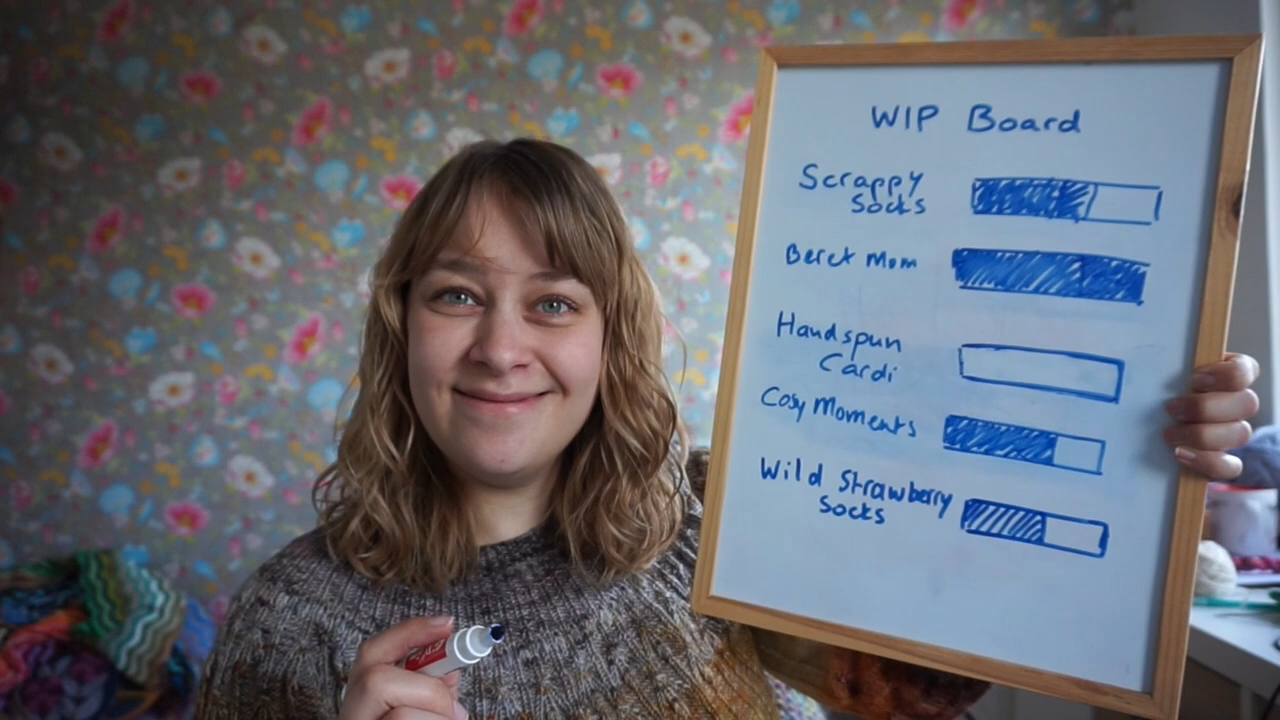 WIP Board
Scrappy
Socks
Beret Mom
Handspun
Cardi
Cosy Moments
Wild Strawberry
Socks